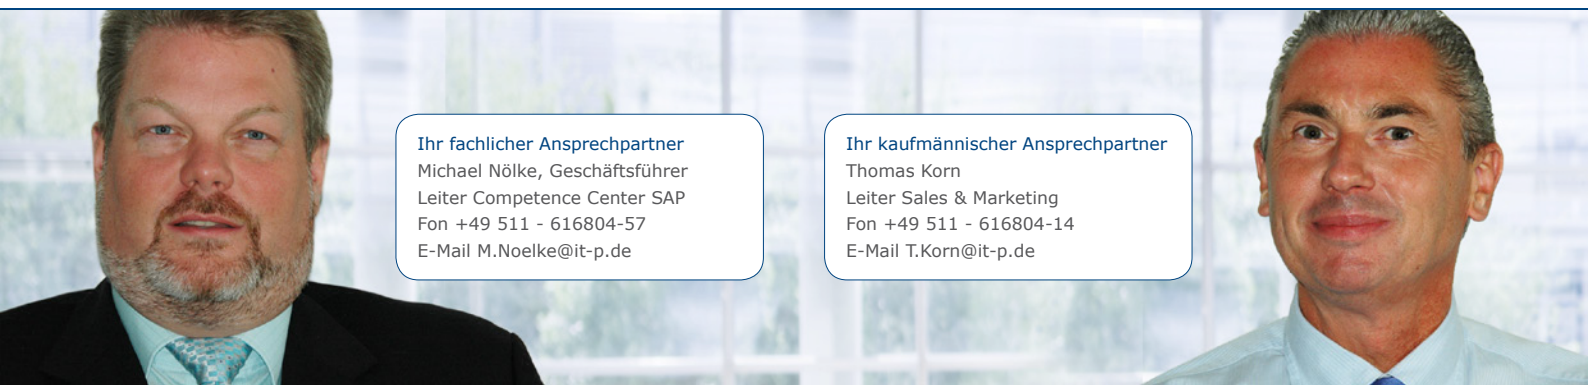 Ihr fachlicher Ansprechpartner
Michael Nölke, Geschäftsführer
Leiter Competence Center SAP
Fon +49 511 - 616804-57
E-Mail M.Noelke@it-p.de
Ihr kaufmännischer Ansprechpartner
Thomas Korn
Leiter Sales & Marketing
Fon +49 511 - 616804-14
E-Mail T.Korn@it-p.de